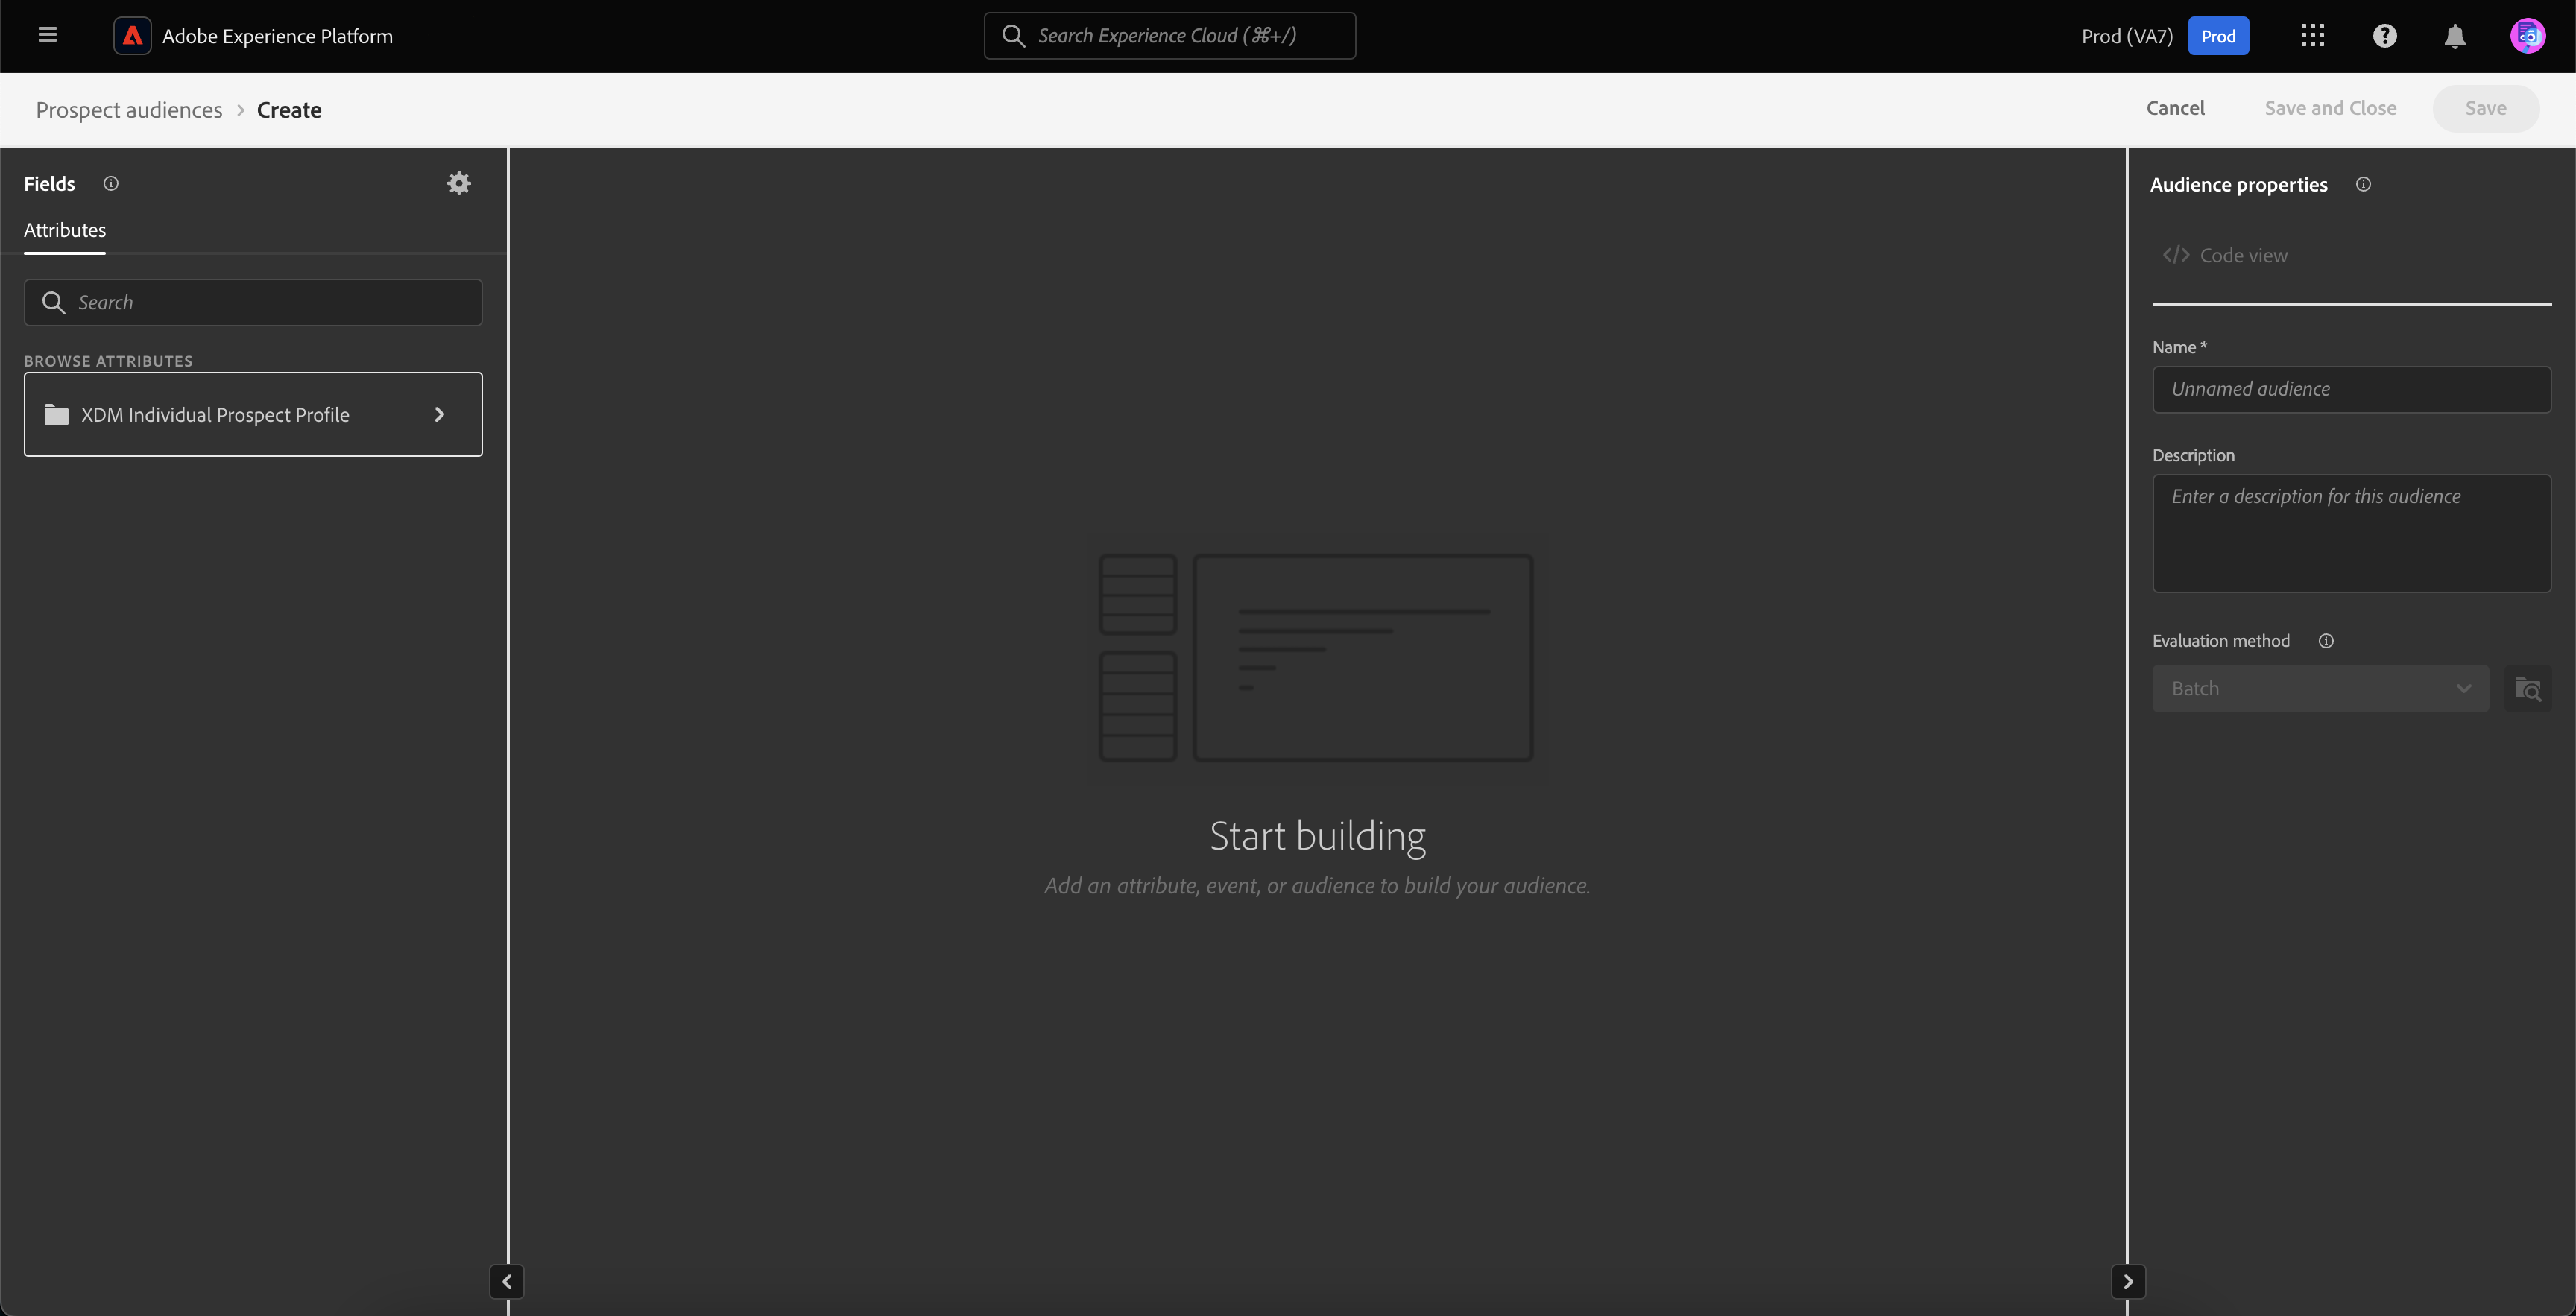 Adobe Experience Platform
Search Experience Cloud (⌘+/)
Prod (VA7)
Prod
Prospect audiences > Create
Cancel
Save and Close
Save
Fields
Attributes
Search
BROWSE ATTRIBUTES
XDM Individual Prospect Profile
Start building
Add an attribute, event, or audience to build your audience.
Audience properties
</> Code view
Name *
Unnamed audience
Description
Enter a description for this audience
Evaluation method
Batch